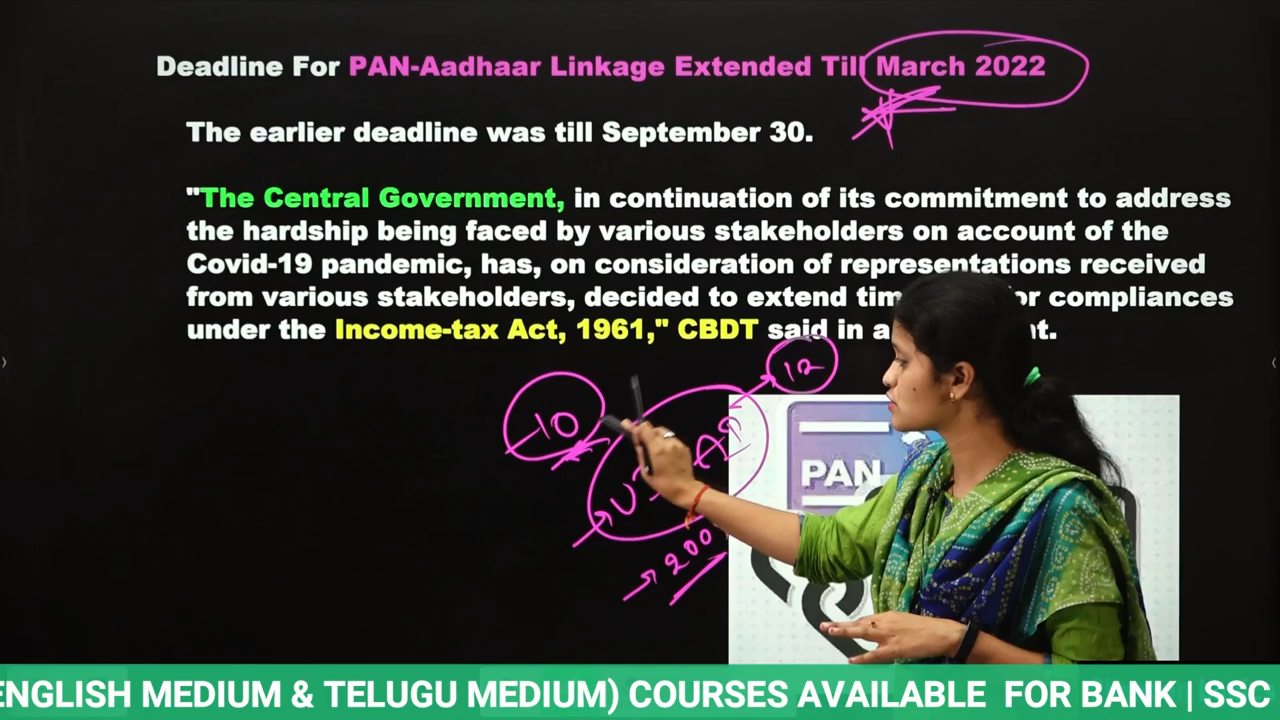 Deadline For PAN-Aadhaar Linkage Extended Till March 2022
The earlier deadline was till September 30.
"The Central Government, in continuation of its commitment to address
the hardship being faced by various stakeholders on account of the
Covid-19 pandemic, has, on consideration of representations received
from various stakeholders, decided to extend or compliances
under the Income-tax Act, 1961," CBDT said in a
10
12
200
PAN
ENGLISH MEDIUM & TELUGU MEDIUM) COURSES AVAILABLE FOR BANK | SSC